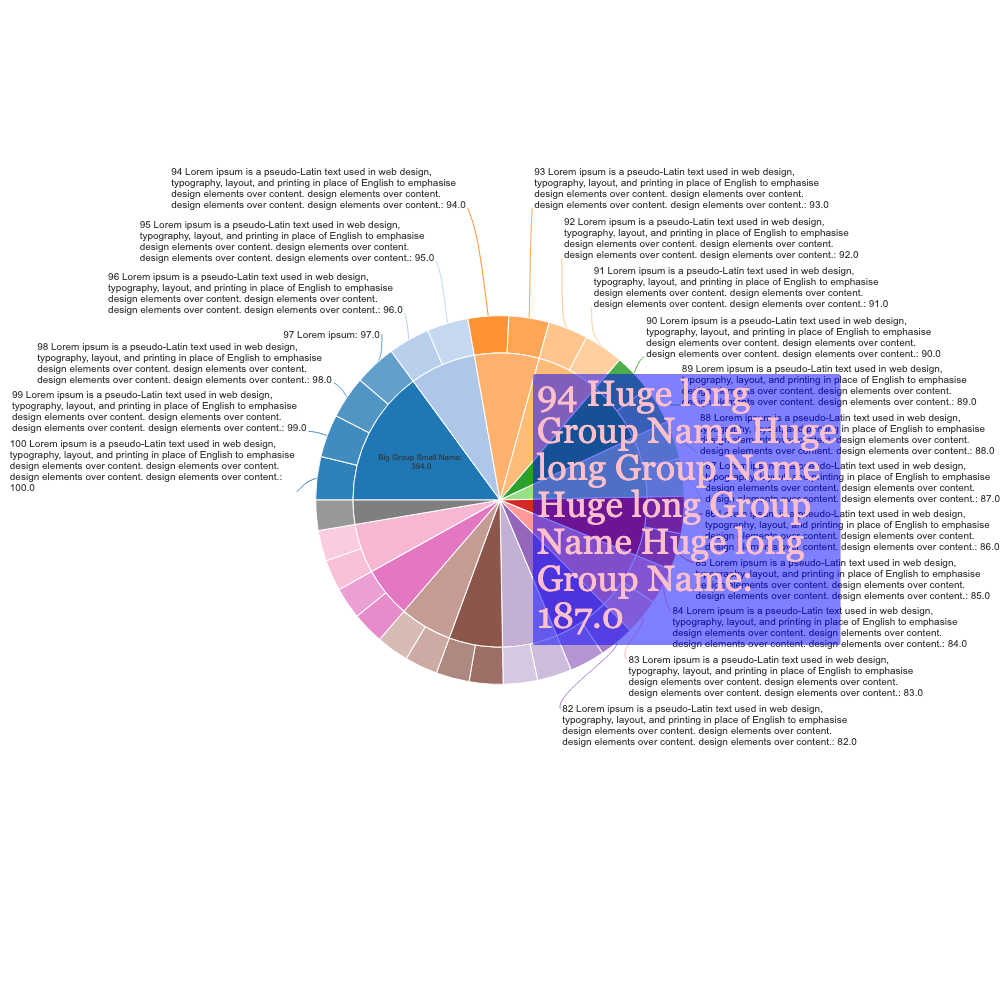 94 Lorem ipsum is a pseudo-Latin text used in web design,
typography, layout, and printing in place of English to emphasise
design elements over content. design elements over content.
design elements over content. design elements over content.: 94.0
93 Lorem ipsum is a pseudo-Latin text used in web design,
typography, layout, and printing in place of English to emphasise
design elements over content. design elements over content.
design elements over content. design elements over content.: 93.0
95 Lorem ipsum is a pseudo-Latin text used in web design,
typography, layout, and printing in place of English to emphasise
design elements over content. design elements over content.
design elements over content. design elements over content.: 95.0
92 Lorem ipsum is a pseudo-Latin text used in web design,
typography, layout, and printing in place of English to emphasise
design elements over content. design elements over content.
design elements over content. design elements over content.: 92.0
96 Lorem ipsum is a pseudo-Latin text used in web design,
typography, layout, and printing in place of English to emphasise
design elements over content. design elements over content.
design elements over content. design elements over content.: 96.0
91 Lorem ipsum is a pseudo-Latin text used in web design,
typography, layout, and printing in place of English to emphasise
design elements over content. design elements over content.
design elements over content. design elements over content.: 91.0
97 Lorem ipsum: 97.0
90 Lorem ipsum is a pseudo-Latin text used in web design,
typography, layout, and printing in place of English to emphasise
design elements over content. design elements over content.
design elements over content. design elements over content.: 90.0
98 Lorem ipsum is a pseudo-Latin text used in web design,
typography, layout, and printing in place of English to emphasise
design elements over content. design elements over content.
design elements over content. design elements over content.: 98.0
89 Lorem ipsum is a pseudo-Latin text used in web design,
typography, layout, and printing in place of English to emphasise
design elements over content. design elements over content.
design elements over content. design elements over content.: 89.0
99 Lorem ipsum is a pseudo-Latin text used in web design,
typography, layout, and printing in place of English to emphasise
design elements over content. design elements over content.
design elements over content. design elements over content.: 99.0
88 Lorem ipsum is a pseudo-Latin text used in web design,
typography, layout, and printing in place of English to emphasise
design elements over content. design elements over content.
design elements over content. design elements over content.: 88.0
100 Lorem ipsum is a pseudo-Latin text used in web design,
typography, layout, and printing in place of English to emphasise
design elements over content. design elements over content.
design elements over content. design elements over content.:
100.0
Big Group Small Name:
394.0
94 Huge long
Group Name Huge
long Group Name
Huge long Group
Name Huge long
Group Name:
187.0
87 Lorem ipsum is a pseudo-Latin text used in web design,
typography, layout, and printing in place of English to emphasise
design elements over content. design elements over content.
design elements over content. design elements over content.: 87.0
86 Lorem ipsum is a pseudo-Latin text used in web design,
typography, layout, and printing in place of English to emphasise
design elements over content. design elements over content.
design elements over content. design elements over content.: 86.0
85 Lorem ipsum is a pseudo-Latin text used in web design,
typography, layout, and printing in place of English to emphasise
design elements over content. design elements over content.
design elements over content. design elements over content.: 85.0
84 Lorem ipsum is a pseudo-Latin text used in web design,
typography, layout, and printing in place of English to emphasise
design elements over content. design elements over content.
design elements over content. design elements over content.: 84.0
83 Lorem ipsum is a pseudo-Latin text used in web design,
typography, layout, and printing in place of English to emphasise
design elements over content. design elements over content.
design elements over content. design elements over content.: 83.0
82 Lorem ipsum is a pseudo-Latin text used in web design,
typography, layout, and printing in place of English to emphasise
design elements over content. design elements over content.
design elements over content. design elements over content.: 82.0